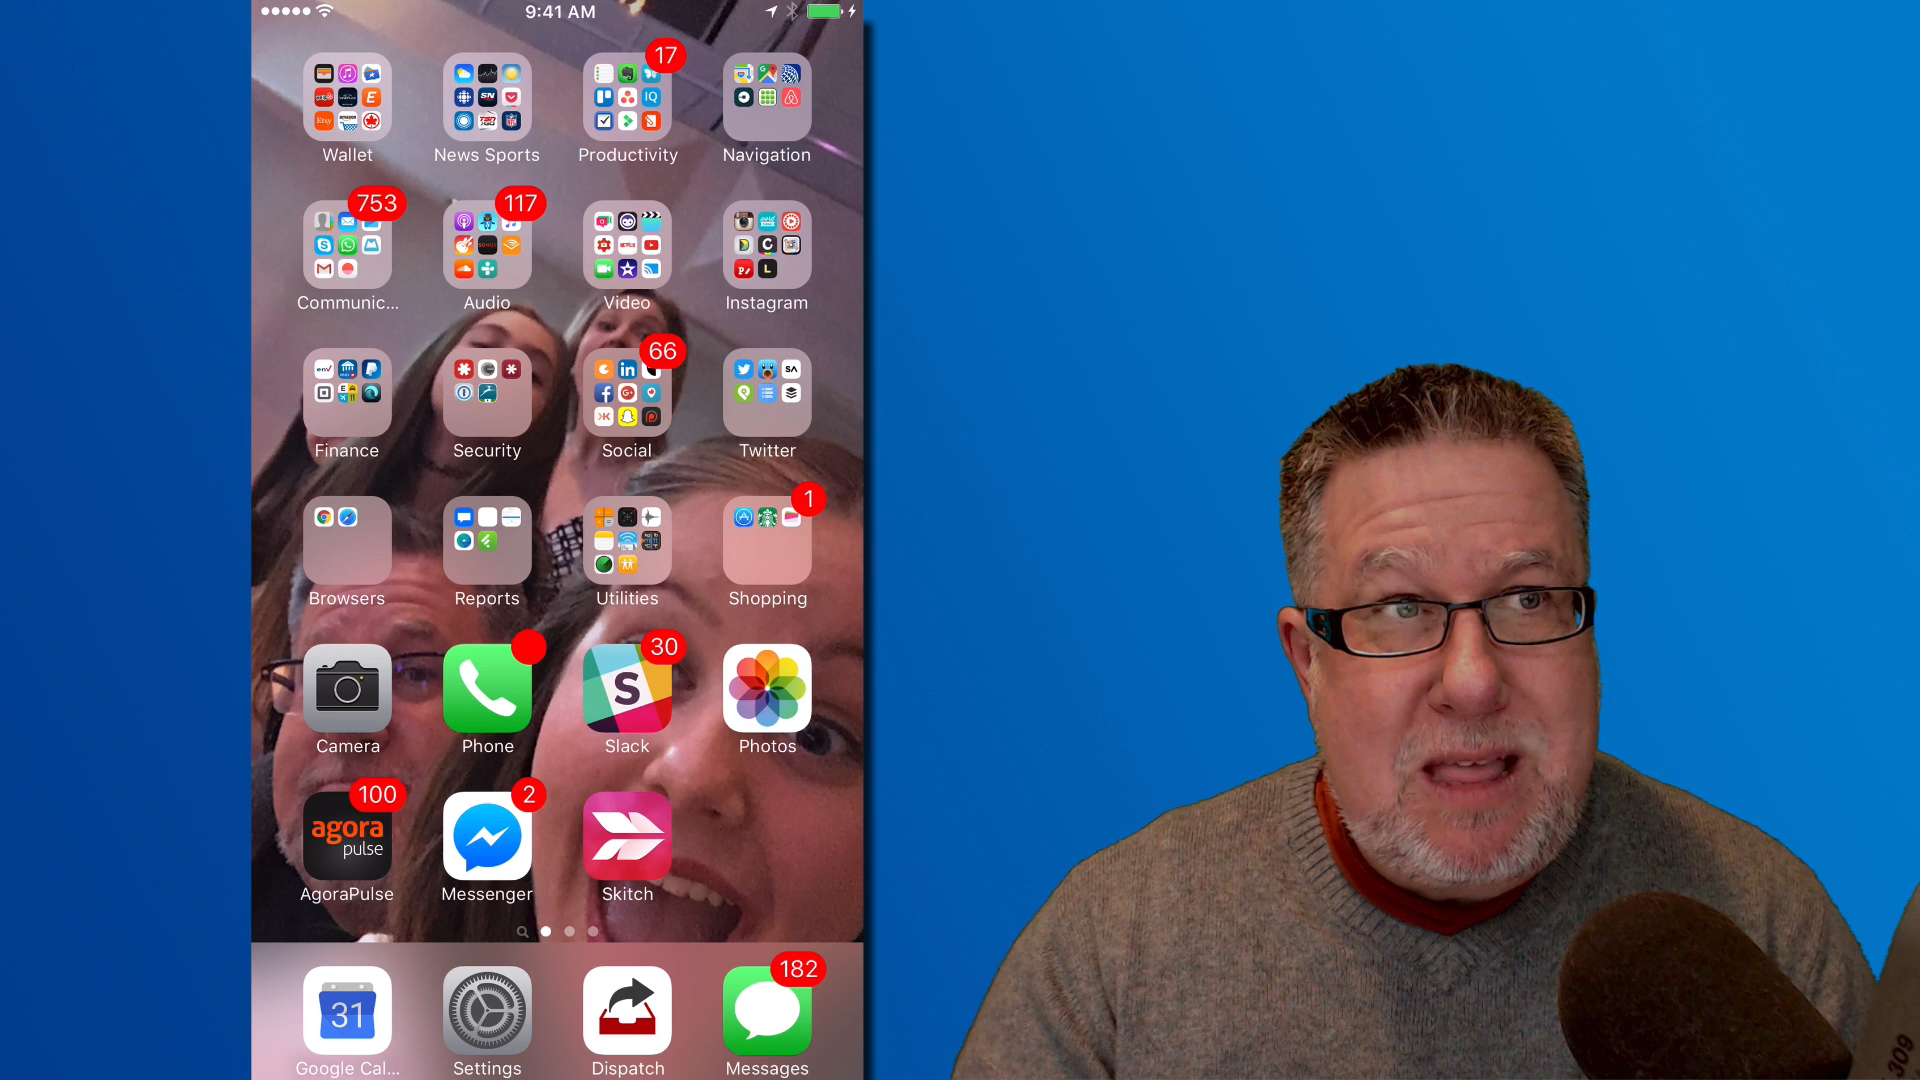 9:41 AM
17
Wallet
News Sports
Productivity
Navigation
753
117
Communic...
Audio
Video
Instagram
66
Finance
Security
Social
Twitter
1
Browsers
Reports
Utilities
Shopping
30
S
Camera
Phone
Slack
Photos
100
2
agora
pulse
AgoraPulse
Messenger
Skitch
182
31
Google Cal...
Settings
Dispatch
Messages
309